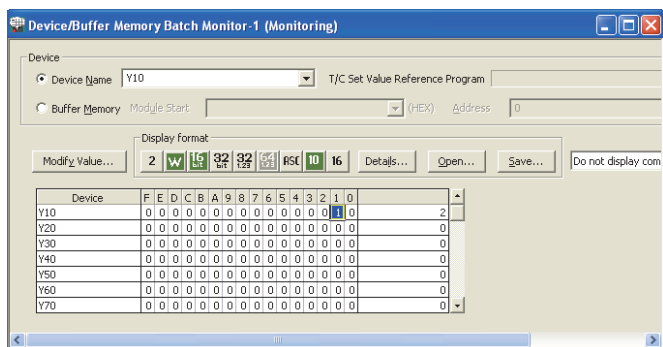 Device/Buffer Memory Batch Monitor-1 (Monitoring)
Device
Device Name Y10 T/C Set Value Reference Program
Buffer Memory Module Start (HEX) Address 0
Display format
Modify Value... 2 W 16 bit 32 bit 32 1.23 64 1.23 ASC 10 16 Details... Open... Save... Do not display com
Device F E D C B A 9 8 7 6 5 4 3 2 1 0
Y10 0 0 0 0 0 0 0 0 0 0 0 0 0 0 1 0 2
Y20 0 0 0 0 0 0 0 0 0 0 0 0 0 0 0 0 0
Y30 0 0 0 0 0 0 0 0 0 0 0 0 0 0 0 0 0
Y40 0 0 0 0 0 0 0 0 0 0 0 0 0 0 0 0 0
Y50 0 0 0 0 0 0 0 0 0 0 0 0 0 0 0 0 0
Y60 0 0 0 0 0 0 0 0 0 0 0 0 0 0 0 0 0
Y70 0 0 0 0 0 0 0 0 0 0 0 0 0 0 0 0 0